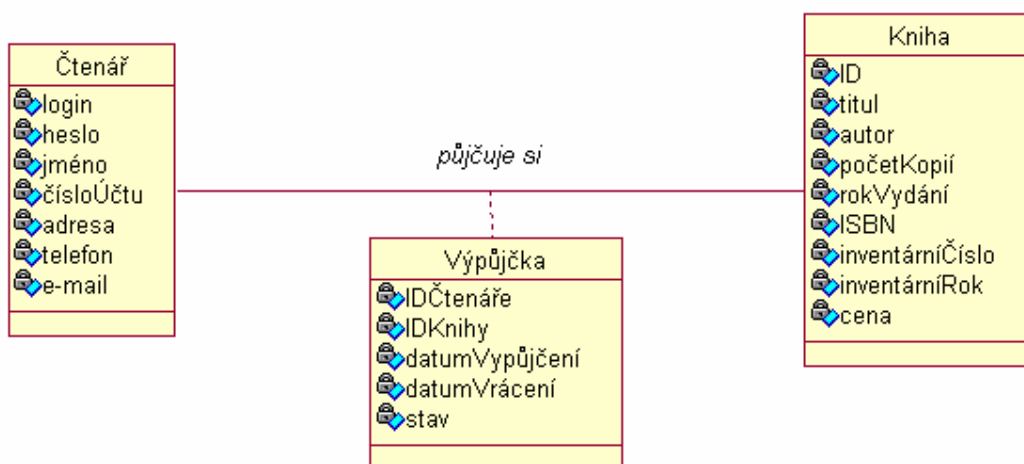 Čtenář
login
heslo
jméno
čísloÚčtu
adresa
telefon
e-mail
půjčuje si
Výpůjčka
IDČtenáře
IDKnihy
datumVypůjčení
datumVrácení
stav
Kniha
ID
titul
autor
početKopií
rokVydání
ISBN
inventárníČíslo
inventárníRok
cena